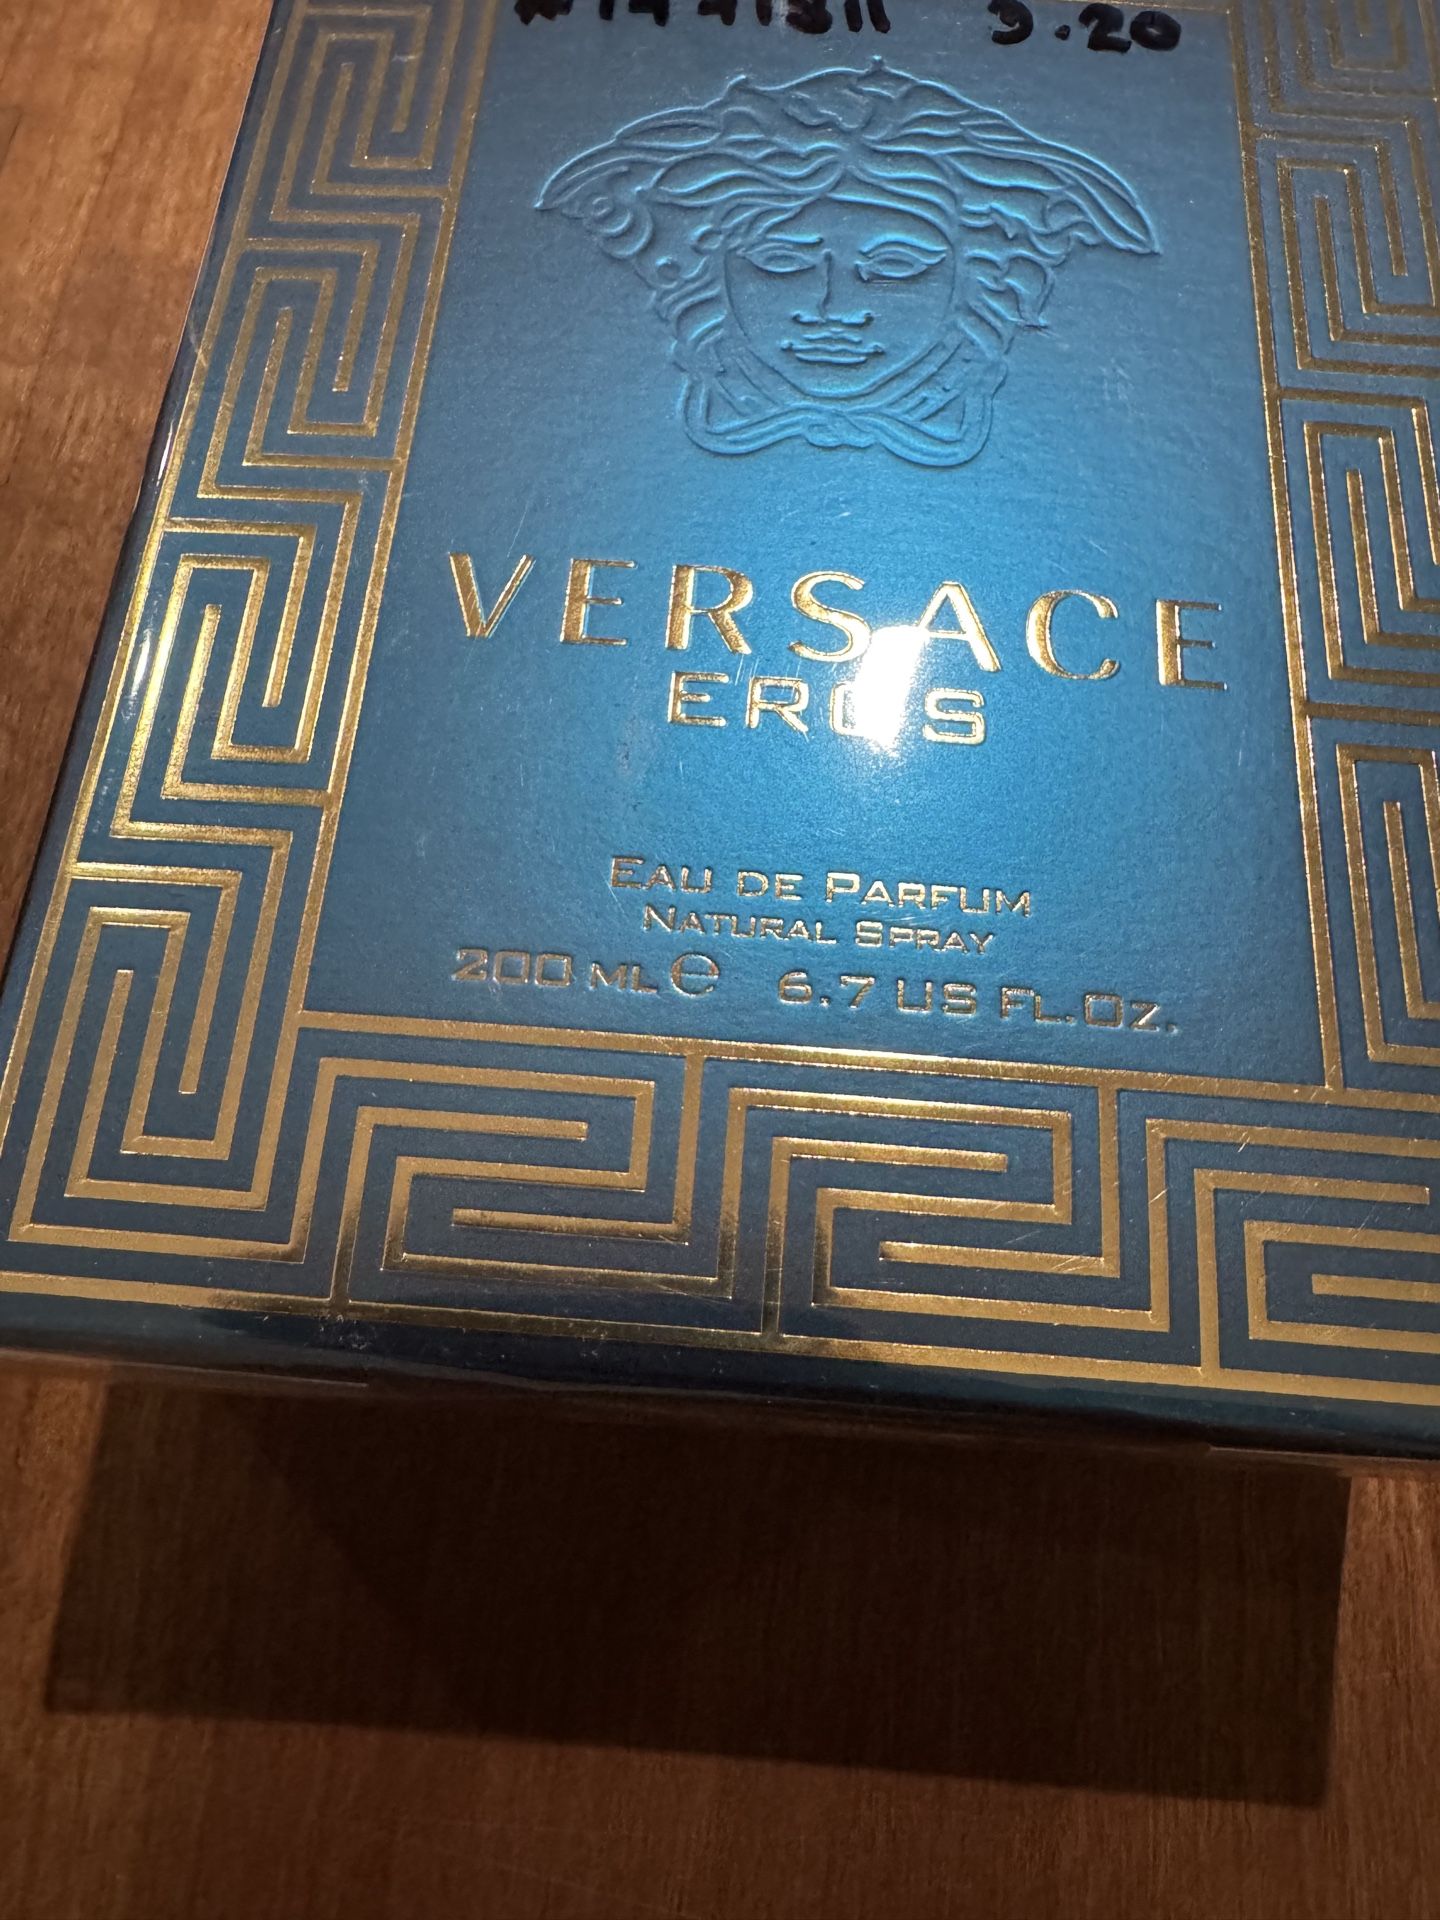 3.20
VERSACE
EROS
EAU DE PARFUM
NATURAL SPRAY
200 ML e 6.7 US FL.OZ.